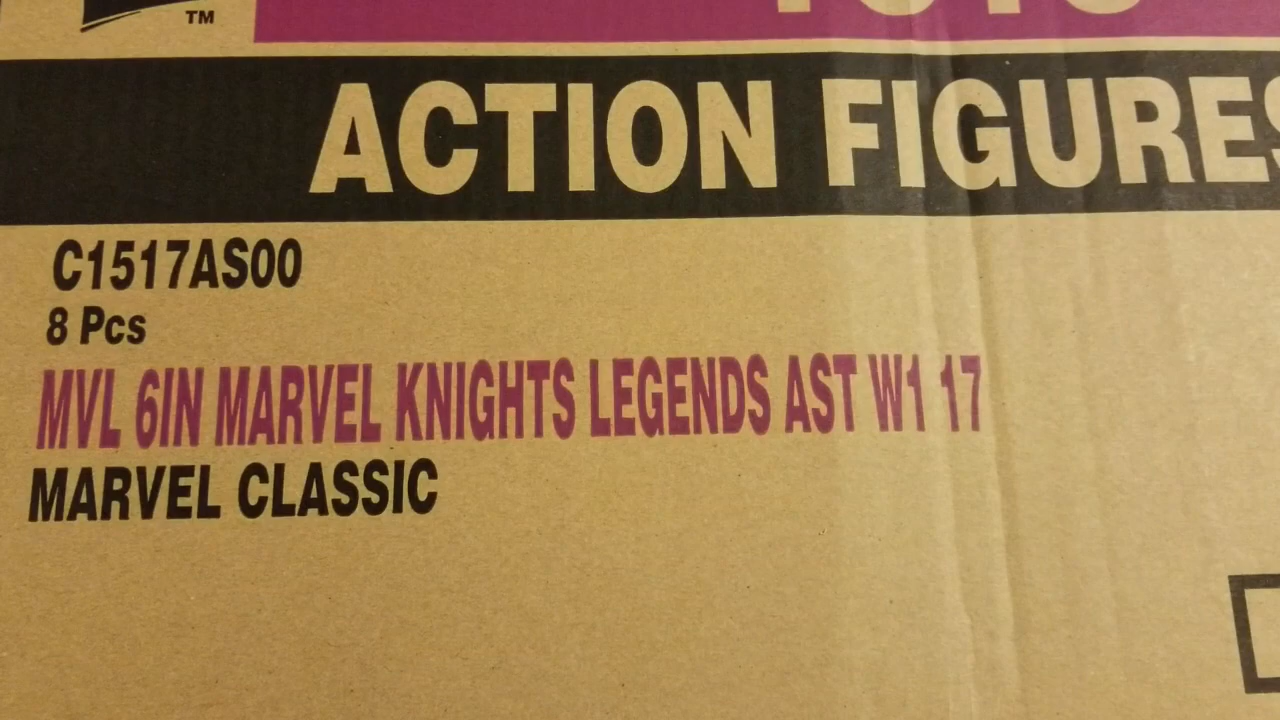 TM
ACTION FIGURES
C1517AS00
8 Pcs
MVL 6IN MARVEL KNIGHTS LEGENDS AST W1 17
MARVEL CLASSIC